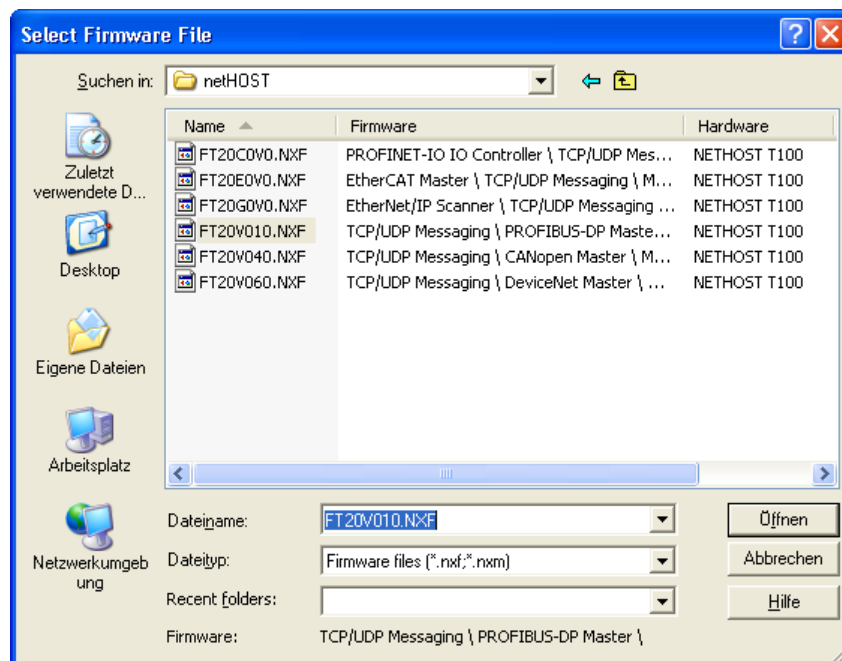 Select Firmware File
Suchen in: netHOST
Name Firmware Hardware
FT20C0V0.NXF PROFINET-IO IO Controller \ TCP/UDP Mes... NETHOST T100
FT20E0V0.NXF EtherCAT Master \ TCP/UDP Messaging \ M... NETHOST T100
FT20G0V0.NXF EtherNet/IP Scanner \ TCP/UDP Messaging ... NETHOST T100
FT20V010.NXF TCP/UDP Messaging \ PROFIBUS-DP Maste... NETHOST T100
FT20V040.NXF TCP/UDP Messaging \ CANopen Master \ M... NETHOST T100
FT20V060.NXF TCP/UDP Messaging \ DeviceNet Master \ ... NETHOST T100
Zuletzt
verwendete D...
Desktop
Eigene Dateien
Arbeitsplatz
Netzwerkumgeb
ung
Dateiname: FT20V010.NXF Öffnen
Dateityp: Firmware files (*.nxf;*.nxm) Abbrechen
Recent folders: Hilfe
Firmware: TCP/UDP Messaging \ PROFIBUS-DP Master \